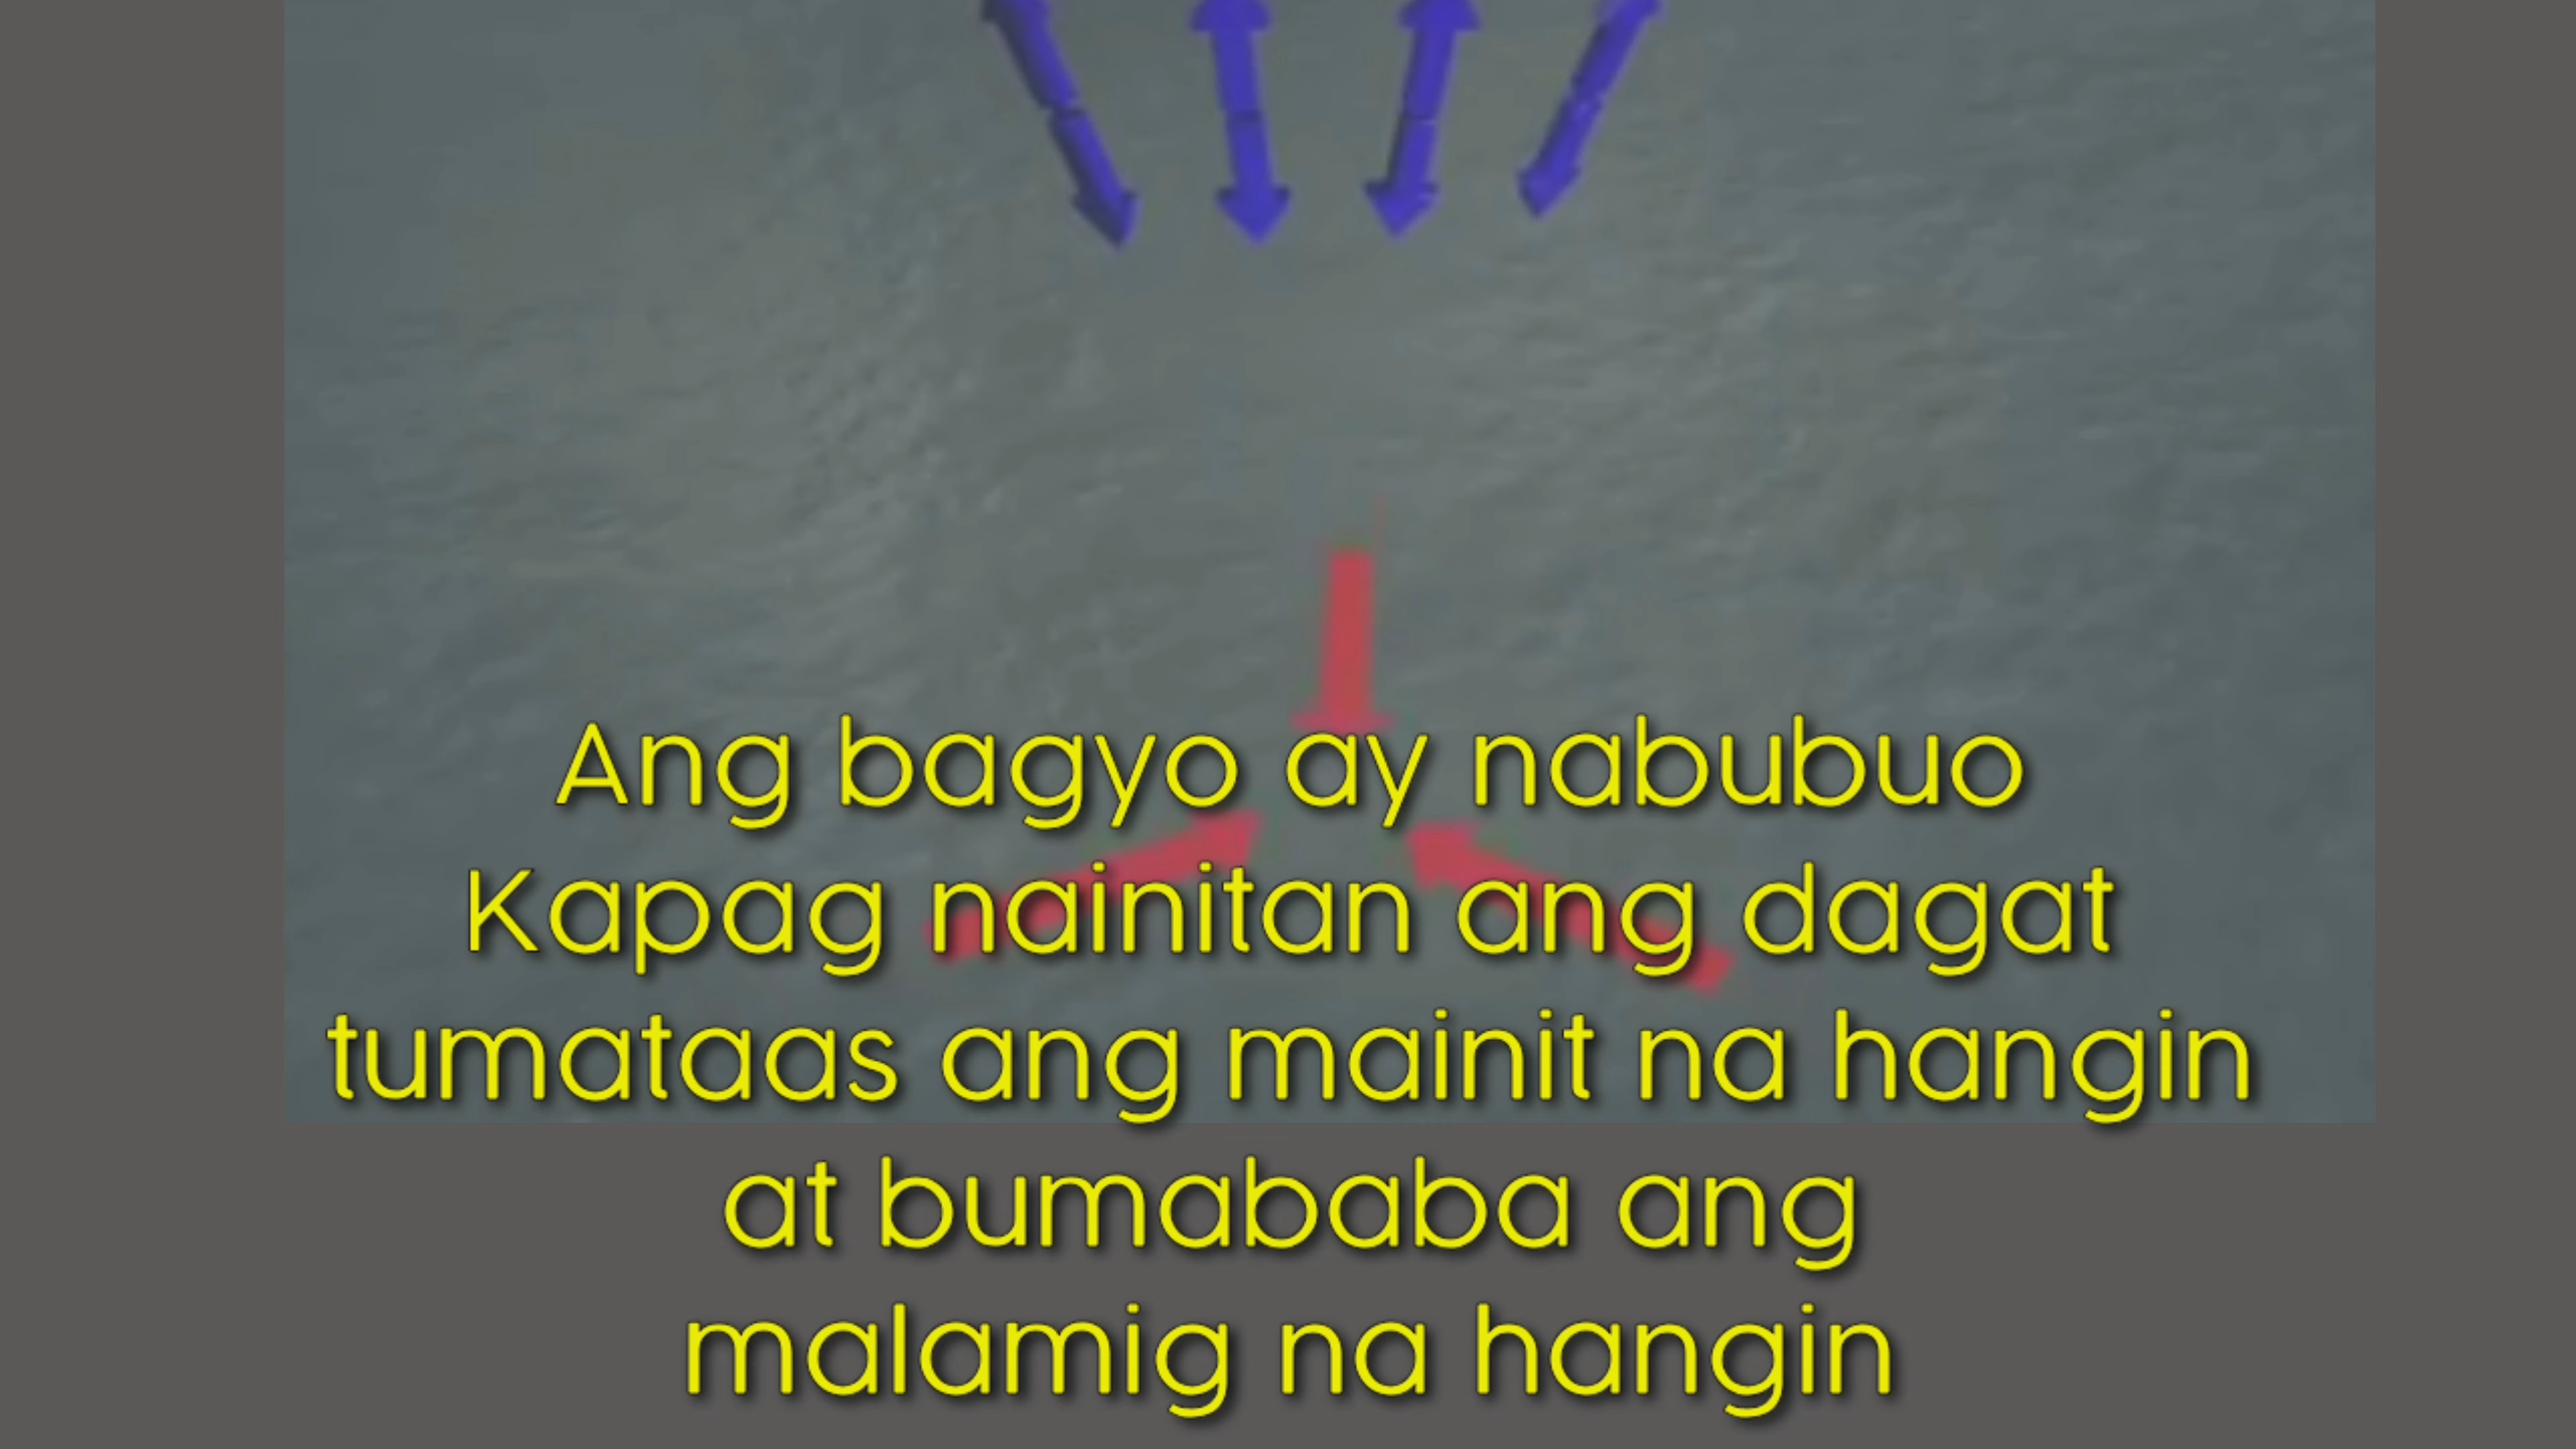 Ang bagyo ay nabubuo
Kapag nainitan ang dagat
tumataas ang mainit na hangin
at bumababa ang
malamig na hangin